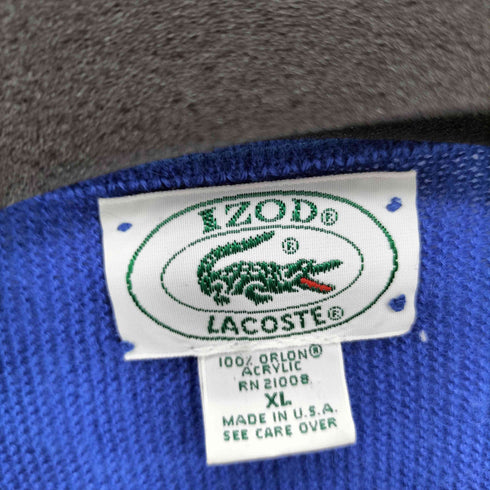 IZOD®
®
LACOSTE®
100% ORLON®
ACRYLIC
RN 21008
XL
MADE IN U.S.A.
SEE CARE OVER